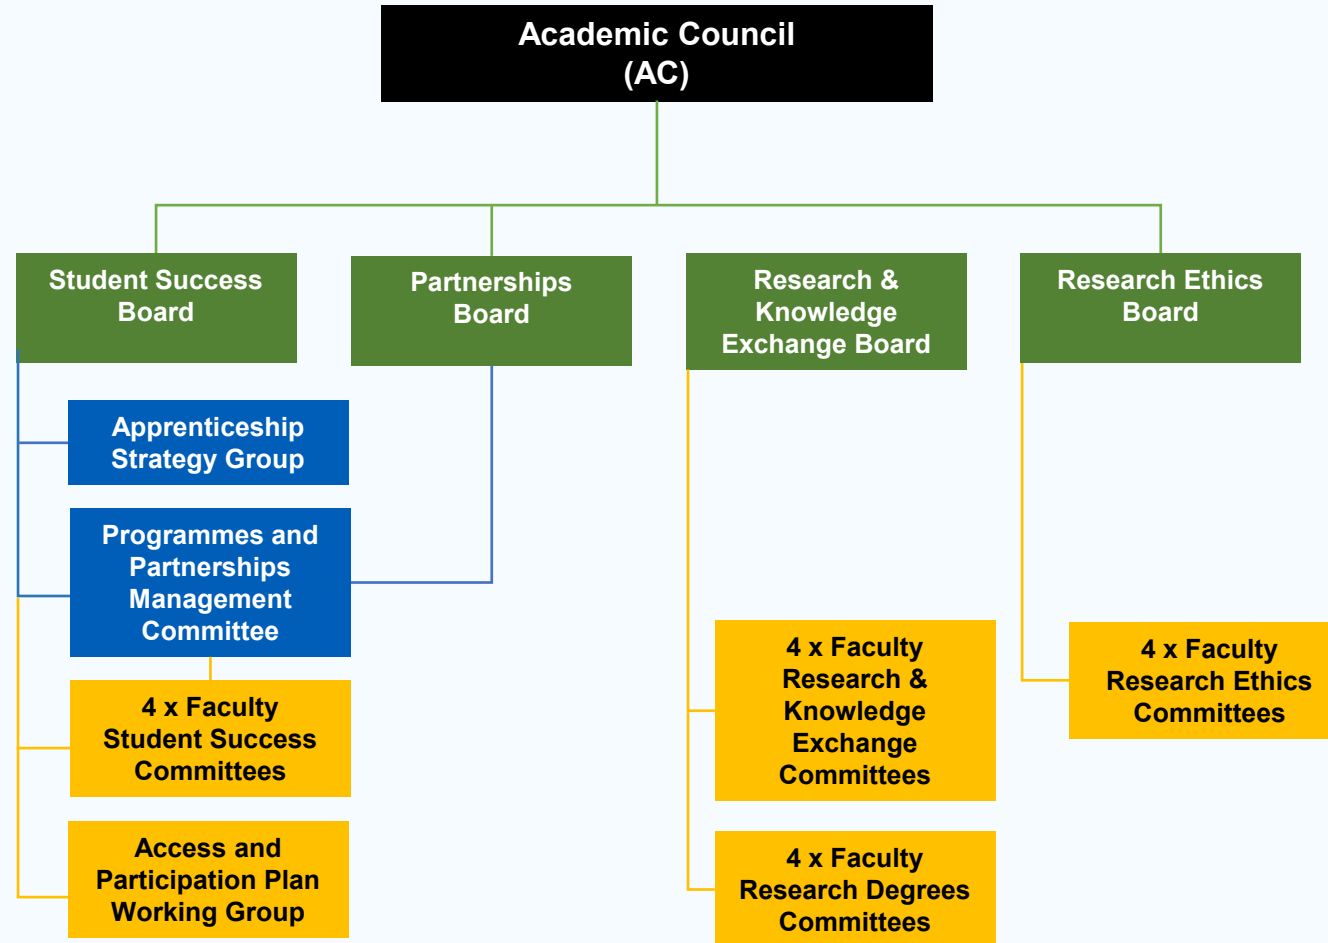 Academic Council
(AC)
Student Success
Board
Partnerships
Board
Research &
Knowledge
Exchange Board
Research Ethics
Board
Apprenticeship
Strategy Group
Programmes and
Partnerships
Management
Committee
4 x Faculty
Student Success
Committees
Access and
Participation Plan
Working Group
4 x Faculty
Research &
Knowledge
Exchange
Committees
4 x Faculty
Research Degrees
Committees
4 x Faculty
Research Ethics
Committees